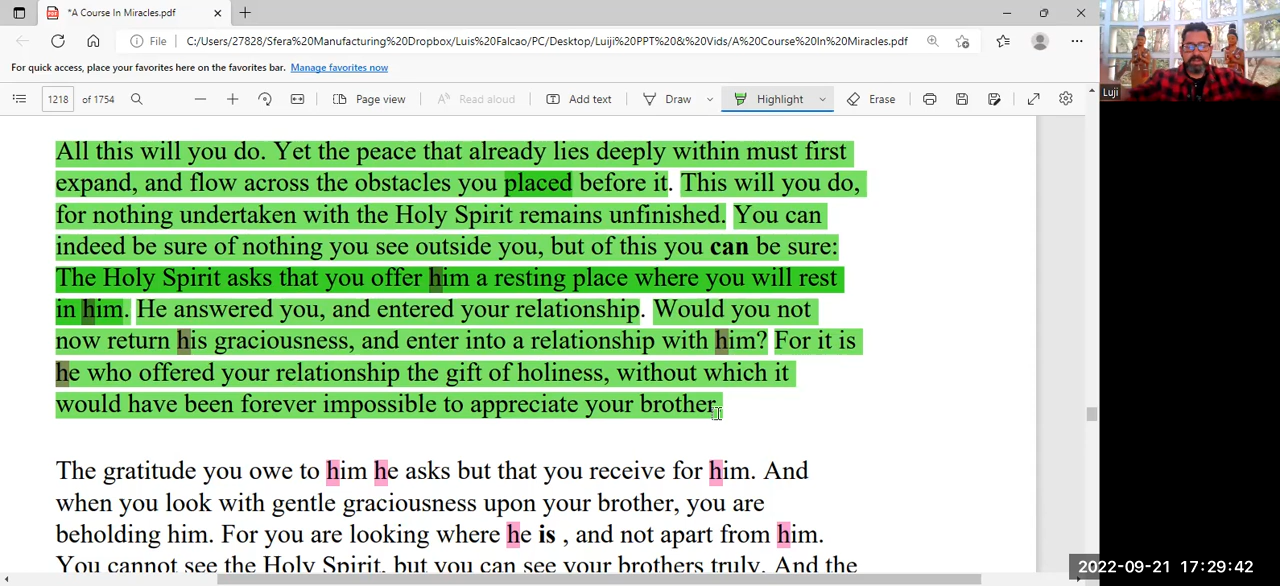 *A Course In Miracles.pdf
File
C:/Users/27828/Sfera%20Manufacturing%20Dropbox/Luis%20Falcao/PC/Desktop/Luiji%20PPT%20&%20Vids/A%20Course%20In%20Miracles.pdf
For quick access, place your favorites here on the favorites bar. Manage favorites now
1218 of 1754 Page view Read aloud Add text Draw Highlight Erase
All this will you do. Yet the peace that already lies deeply within must first
expand, and flow across the obstacles you placed before it. This will you do,
for nothing undertaken with the Holy Spirit remains unfinished. You can
indeed be sure of nothing you see outside you, but of this you can be sure:
The Holy Spirit asks that you offer him a resting place where you will rest
in him. He answered you, and entered your relationship. Would you not
now return his graciousness, and enter into a relationship with him? For it is
he who offered your relationship the gift of holiness, without which it
would have been forever impossible to appreciate your brother.
The gratitude you owe to him he asks but that you receive for him. And
when you look with gentle graciousness upon your brother, you are
beholding him. For you are looking where he is , and not apart from him.
You cannot see the Holy Spirit, but you can see your brothers truly. And the
Luji
2022-09-21 17:29:42